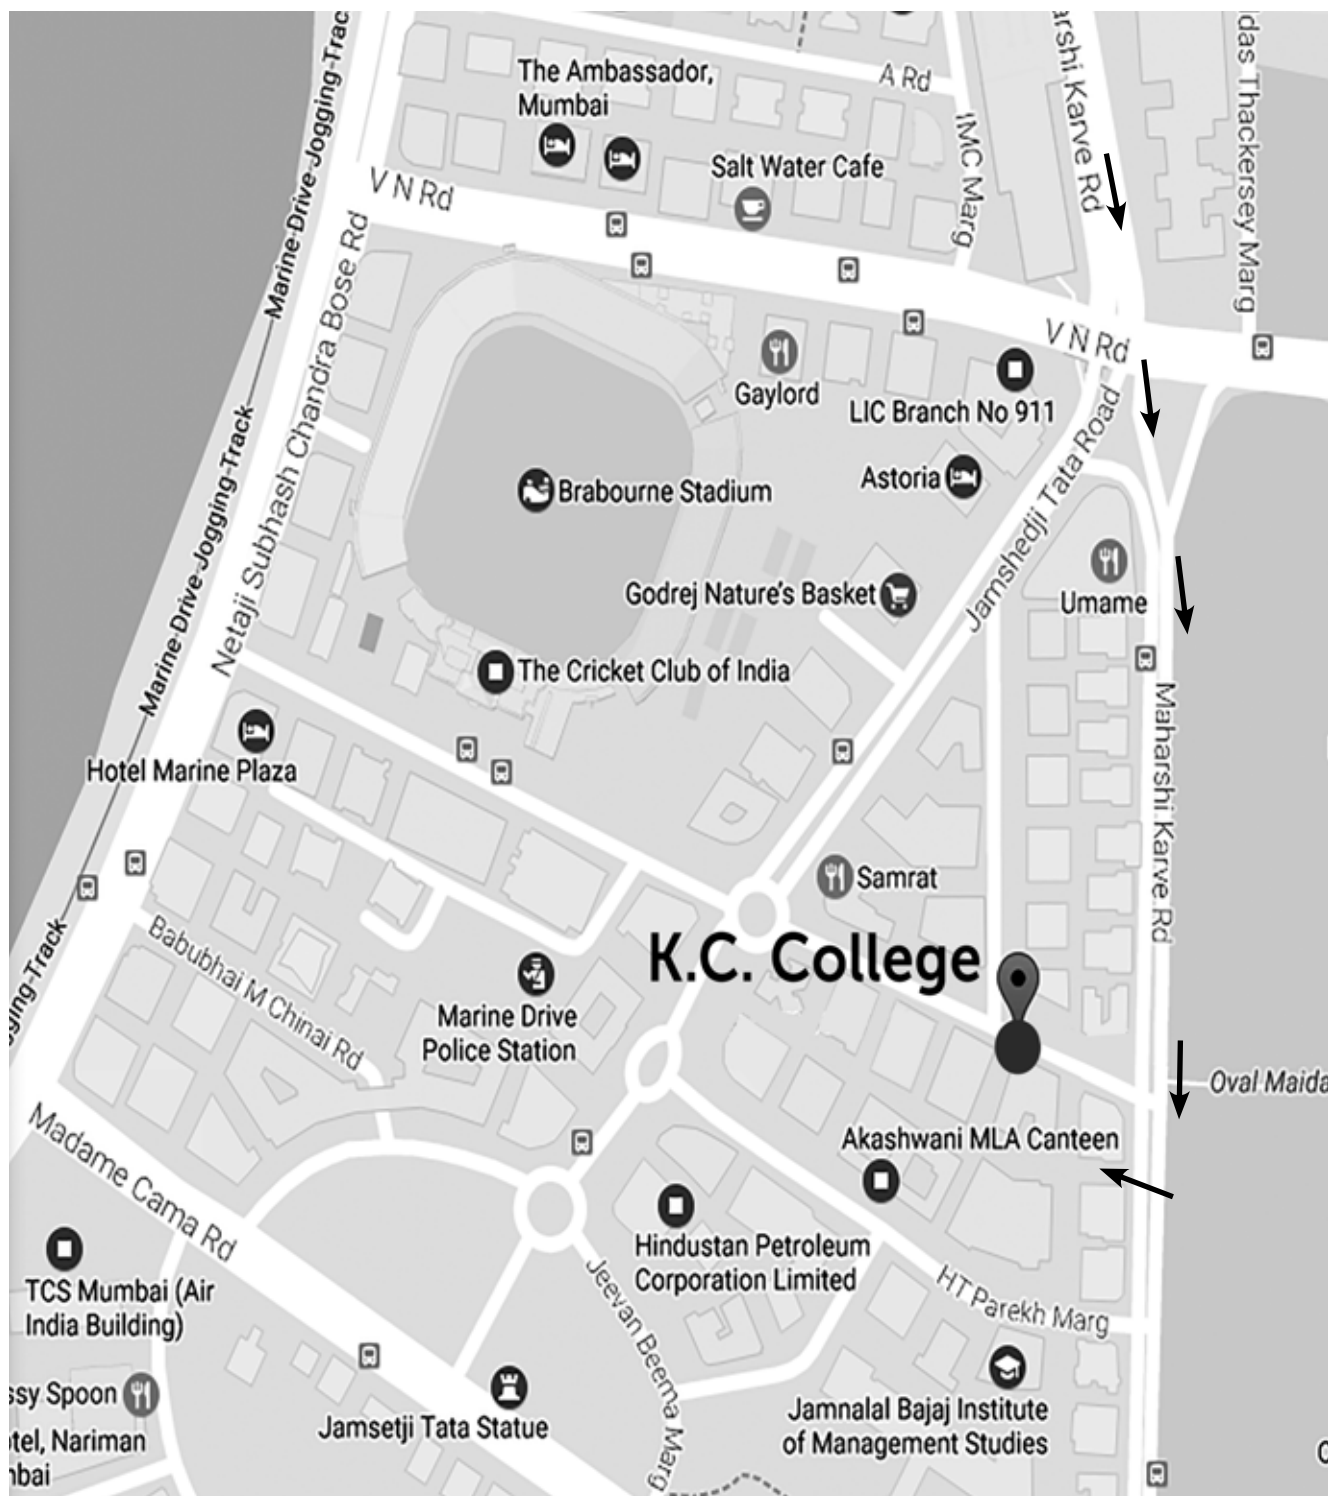 arshi Karve Rd
das Thackersey Marg
Marine-Drive-Jogging-Trac
The Ambassador,
Mumbai
A Rd
IMC Marg
Salt Water Cafe
V N Rd
Netaji Subhash Chandra Bose Rd
V N Rd
Gaylord
LIC Branch No 911
Marine-Drive-Jogging-Track
Astoria
Brabourne Stadium
Jamshedji Tata Road
Godrej Nature's Basket
Umame
The Cricket Club of India
Maharshi Karve Rd
Hotel Marine Plaza
Samrat
K.C. College
Babubhai M Chinai Rd
gging-Track
Marine Drive
Police Station
Oval Maida
Madame Cama Rd
Akashwani MLA Canteen
Hindustan Petroleum
Corporation Limited
TCS Mumbai (Air
India Building)
HT Parekh Marg
Jeevan Beema Marg
ssy Spoon
Jamsetji Tata Statue
Jamnalal Bajaj Institute
of Management Studies
otel, Nariman
nbai